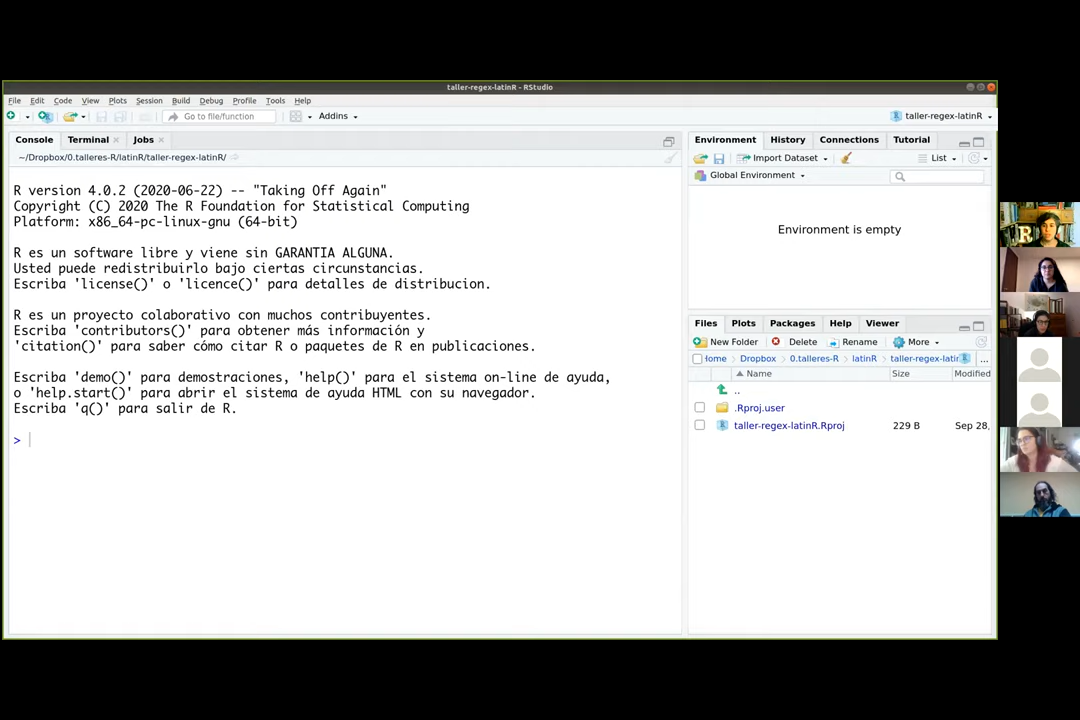 taller-regex-latinR - RStudio
File Edit Code View Plots Session Build Debug Profile Tools Help
Go to file/function Addins taller-regex-latinR
Console Terminal Jobs
~/Dropbox/0.talleres-R/latinR/taller-regex-latinR/
R version 4.0.2 (2020-06-22) -- "Taking Off Again"
Copyright (C) 2020 The R Foundation for Statistical Computing
Platform: x86_64-pc-linux-gnu (64-bit)
R es un software libre y viene sin GARANTIA ALGUNA.
Usted puede redistribuirlo bajo ciertas circunstancias.
Escriba 'license()' o 'licence()' para detalles de distribucion.
R es un proyecto colaborativo con muchos contribuyentes.
Escriba 'contributors()' para obtener más información y
'citation()' para saber cómo citar R o paquetes de R en publicaciones.
Escriba 'demo()' para demostraciones, 'help()' para el sistema on-line de ayuda,
o 'help.start()' para abrir el sistema de ayuda HTML con su navegador.
Escriba 'q()' para salir de R.
>
Environment History Connections Tutorial
Import Dataset List
Global Environment
Environment is empty
Files Plots Packages Help Viewer
New Folder Delete Rename More
Home Dropbox 0.talleres-R latinR taller-regex-latin ...
Name Size Modified
..
.Rproj.user
taller-regex-latinR.Rproj 229 B Sep 28,
R